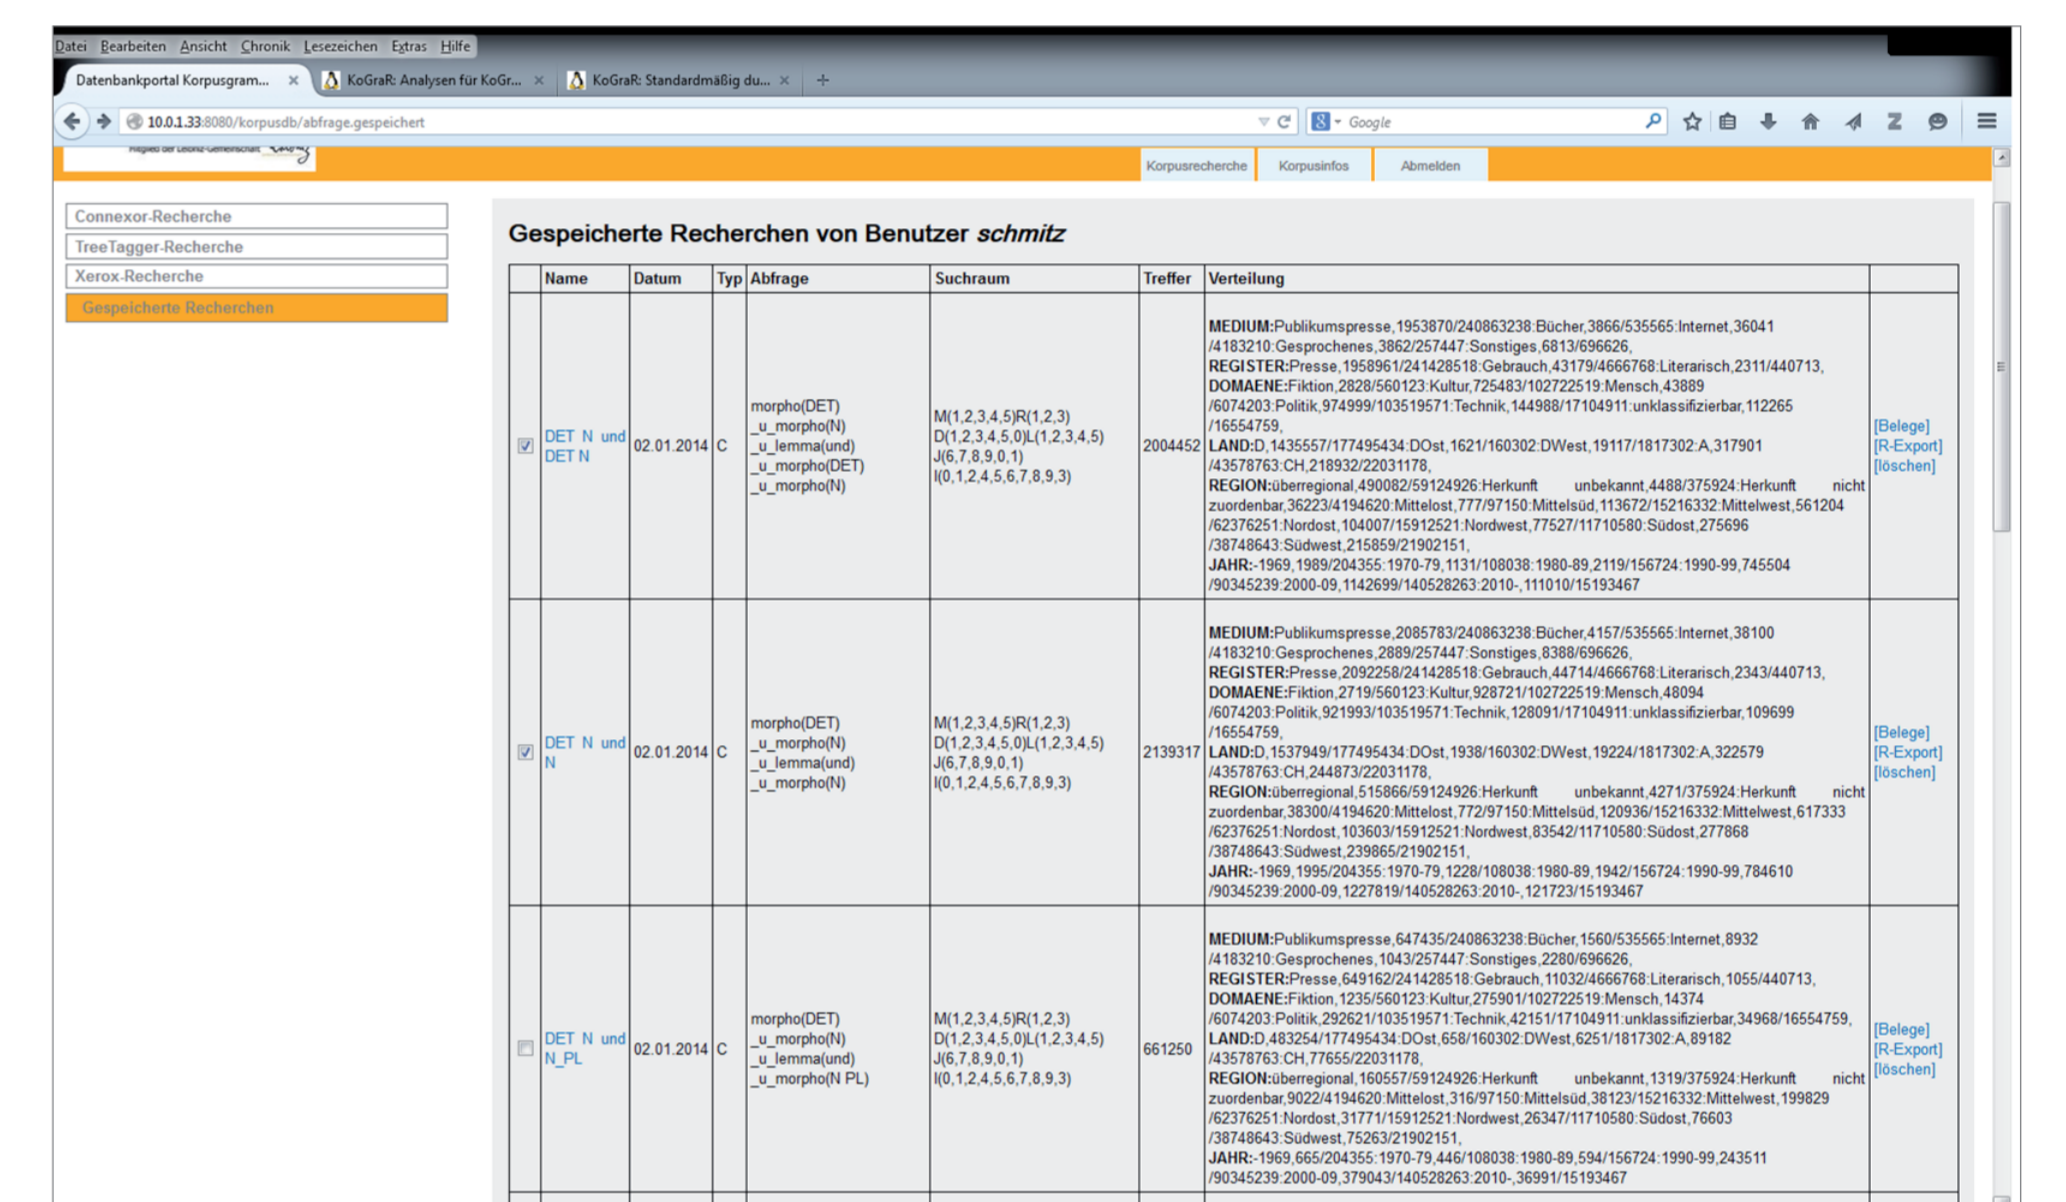 Datei Bearbeiten Ansicht Chronik Lesezeichen Extras Hilfe
Datenbankportal Korpusgram... × KoGraR: Analysen für KoGr... × KoGraR: Standardmäßig du... × +
10.0.1.33:8080/korpusdb/abfrage.gespeichert Google
Mitglied der Leibniz-Gemeinschaft
Korpusrecherche Korpusinfos Abmelden
Connexor-Recherche
TreeTagger-Recherche
Xerox-Recherche
Gespeicherte Recherchen
Gespeicherte Recherchen von Benutzer schmitz
Name Datum Typ Abfrage Suchraum Treffer Verteilung
DET N und
DET N
02.01.2014
C
morpho(DET)
_u_morpho(N)
_u_lemma(und)
_u_morpho(DET)
_u_morpho(N)
M(1,2,3,4,5)R(1,2,3)
D(1,2,3,4,5,0)L(1,2,3,4,5)
J(6,7,8,9,0,1)
I(0,1,2,4,5,6,7,8,9,3)
2004452
MEDIUM:Publikumspresse,1953870/240863238:Bücher,3866/535565:Internet,36041
/4183210:Gesprochenes,3862/257447:Sonstiges,6813/696626,
REGISTER:Presse,1958961/241428518:Gebrauch,43179/4666768:Literarisch,2311/440713,
DOMAENE:Fiktion,2828/560123:Kultur,725483/102722519:Mensch,43889
/6074203:Politik,974999/103519571:Technik,144988/17104911:unklassifizierbar,112265
/16554759,
LAND:D,1435557/177495434:DOst,1621/160302:DWest,19117/1817302:A,317901
/43578763:CH,218932/22031178,
REGION:überregional,490082/59124926:Herkunft unbekannt,4488/375924:Herkunft nicht
zuordenbar,36223/4194620:Mittelost,777/97150:Mittelsüd,113672/15216332:Mittelwest,561204
/62376251:Nordost,104007/15912521:Nordwest,77527/11710580:Südost,275696
/38748643:Südwest,215859/21902151,
JAHR:-1969,1989/204355:1970-79,1131/108038:1980-89,2119/156724:1990-99,745504
/90345239:2000-09,1142699/140528263:2010-,111010/15193467
[Belege]
[R-Export]
[löschen]
DET N und
N
02.01.2014
C
morpho(DET)
_u_morpho(N)
_u_lemma(und)
_u_morpho(N)
M(1,2,3,4,5)R(1,2,3)
D(1,2,3,4,5,0)L(1,2,3,4,5)
J(6,7,8,9,0,1)
I(0,1,2,4,5,6,7,8,9,3)
2139317
MEDIUM:Publikumspresse,2085783/240863238:Bücher,4157/535565:Internet,38100
/4183210:Gesprochenes,2889/257447:Sonstiges,8388/696626,
REGISTER:Presse,2092258/241428518:Gebrauch,44714/4666768:Literarisch,2343/440713,
DOMAENE:Fiktion,2719/560123:Kultur,928721/102722519:Mensch,48094
/6074203:Politik,921993/103519571:Technik,128091/17104911:unklassifizierbar,109699
/16554759,
LAND:D,1537949/177495434:DOst,1938/160302:DWest,19224/1817302:A,322579
/43578763:CH,244873/22031178,
REGION:überregional,515866/59124926:Herkunft unbekannt,4271/375924:Herkunft nicht
zuordenbar,38300/4194620:Mittelost,772/97150:Mittelsüd,120936/15216332:Mittelwest,617333
/62376251:Nordost,103603/15912521:Nordwest,83542/11710580:Südost,277868
/38748643:Südwest,239865/21902151,
JAHR:-1969,1995/204355:1970-79,1228/108038:1980-89,1942/156724:1990-99,784610
/90345239:2000-09,1227819/140528263:2010-,121723/15193467
[Belege]
[R-Export]
[löschen]
DET N und
N_PL
02.01.2014
C
morpho(DET)
_u_morpho(N)
_u_lemma(und)
_u_morpho(N PL)
M(1,2,3,4,5)R(1,2,3)
D(1,2,3,4,5,0)L(1,2,3,4,5)
J(6,7,8,9,0,1)
I(0,1,2,4,5,6,7,8,9,3)
661250
MEDIUM:Publikumspresse,647435/240863238:Bücher,1560/535565:Internet,8932
/4183210:Gesprochenes,1043/257447:Sonstiges,2280/696626,
REGISTER:Presse,649162/241428518:Gebrauch,11032/4666768:Literarisch,1055/440713,
DOMAENE:Fiktion,1235/560123:Kultur,275901/102722519:Mensch,14374
/6074203:Politik,292621/103519571:Technik,42151/17104911:unklassifizierbar,34968/16554759,
LAND:D,483254/177495434:DOst,658/160302:DWest,6251/1817302:A,89182
/43578763:CH,77655/22031178,
REGION:überregional,160557/59124926:Herkunft unbekannt,1319/375924:Herkunft nicht
zuordenbar,9022/4194620:Mittelost,316/97150:Mittelsüd,38123/15216332:Mittelwest,199829
/62376251:Nordost,31771/15912521:Nordwest,26347/11710580:Südost,76603
/38748643:Südwest,75263/21902151,
JAHR:-1969,665/204355:1970-79,446/108038:1980-89,594/156724:1990-99,243511
/90345239:2000-09,379043/140528263:2010-,36991/15193467
[Belege]
[R-Export]
[löschen]